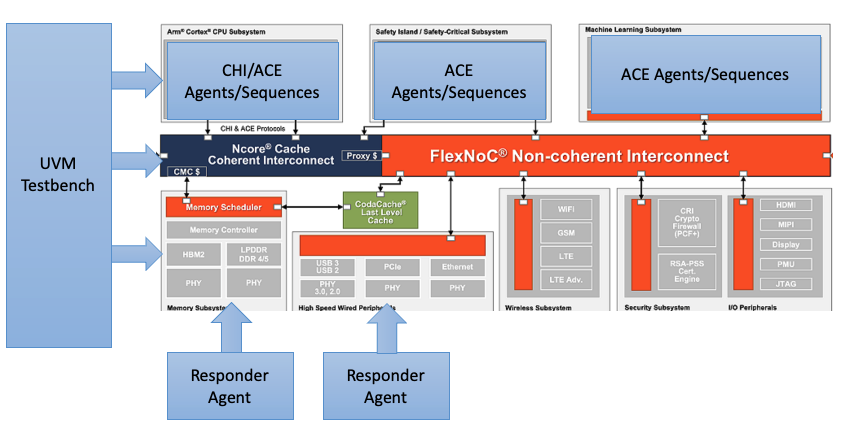 Arm® Cortex® CPU Subsystem
Safety Island / Safety-Critical Subsystem
Machine Learning Subsystem
CHI/ACE
Agents/Sequences
ACE
Agents/Sequences
ACE Agents/Sequences
UVM
Testbench
CHI & ACE Protocols
Ncore® Cache
Coherent Interconnect
Proxy $
CMC $
FlexNoC® Non-coherent Interconnect
Memory Scheduler
Memory Controller
HBM2
LPDDR
DDR 4/5
PHY
PHY
Memory Subsystem
CodaCache®
Last Level
Cache
USB 3
USB 2
PCIe
Ethernet
PHY
3.0, 2.0
PHY
PHY
High Speed Wired Peripherals
WiFi
GSM
LTE
LTE Adv.
Wireless Subsystem
CRI
Crypto
Firewall
(PCF+)
RSA-PSS
Cert.
Engine
Security Subsystem
HDMI
MIPI
Display
PMU
JTAG
I/O Peripherals
Responder
Agent
Responder
Agent